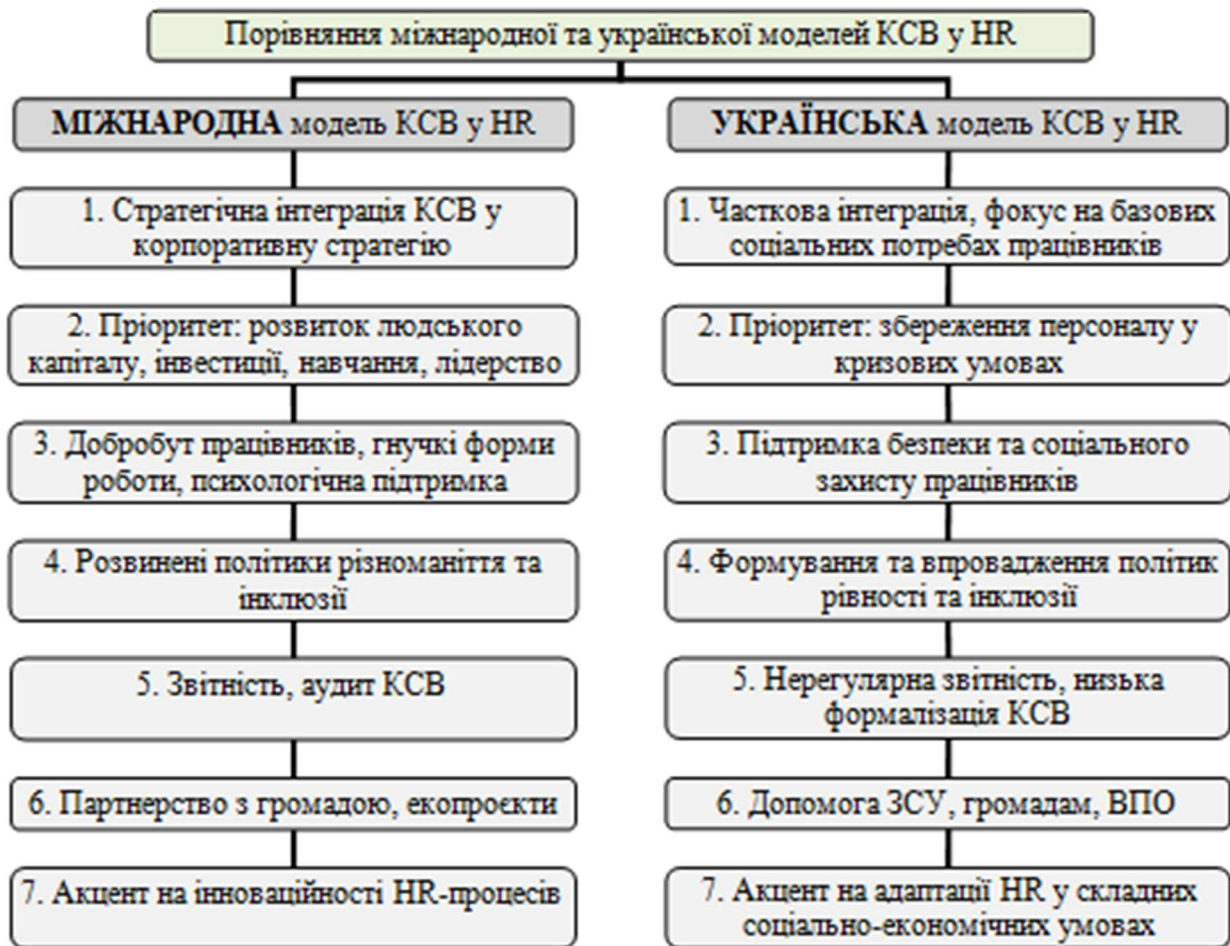 Порівняння міжнародної та української моделей КСВ у HR
МІЖНАРОДНА модель КСВ у HR
1. Стратегічна інтеграція КСВ у
корпоративну стратегію
2. Пріоритет: розвиток людського
капіталу, інвестиції, навчання, лідерство
3. Добробут працівників, гнучкі форми
роботи, психологічна підтримка
4. Розвинені політики різноманіття та
інклюзії
5. Звітність, аудит КСВ
6. Партнерство з громадою, екопроєкти
7. Акцент на інноваційності HR-процесів
УКРАЇНСЬКА модель КСВ у HR
1. Часткова інтеграція, фокус на базових
соціальних потребах працівників
2. Пріоритет: збереження персоналу у
кризових умовах
3. Підтримка безпеки та соціального
захисту працівників
4. Формування та впровадження політик
рівності та інклюзії
5. Нерегулярна звітність, низька
формалізація КСВ
6. Допомога ЗСУ, громадам, ВПО
7. Акцент на адаптації HR у складних
соціально-економічних умовах